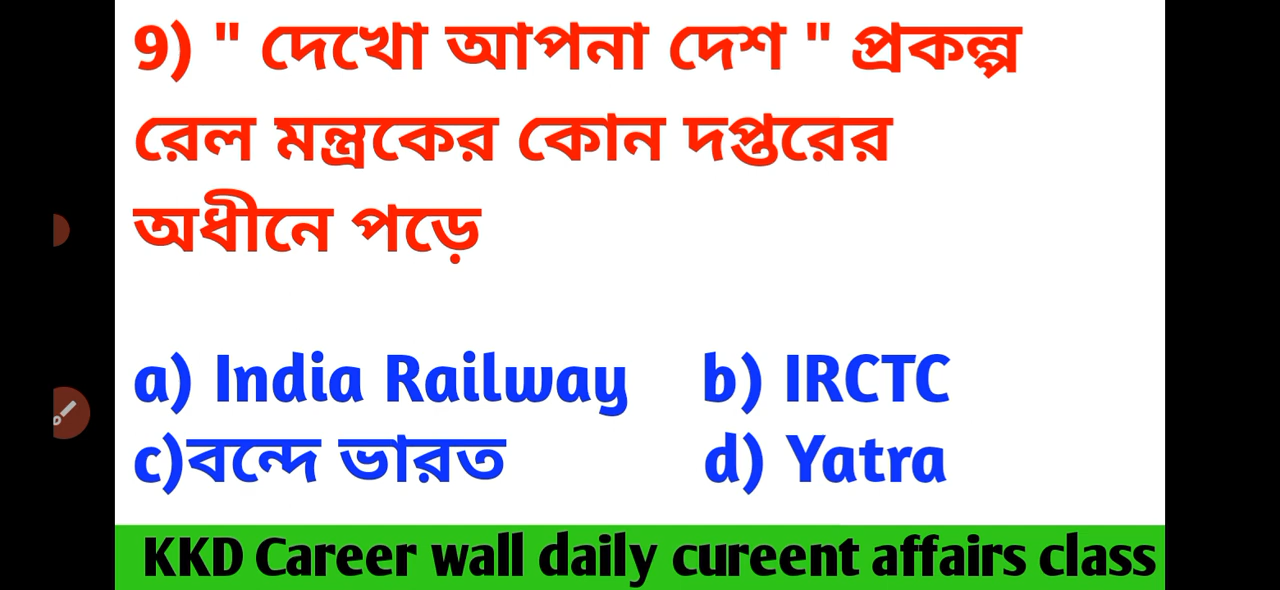 9) " দেখো আপনা দেশ " প্রকল্প
রেল মন্ত্রকের কোন দপ্তরের
অধীনে পড়ে
a) India Railway b) IRCTC
c)বন্দে ভারত d) Yatra
KKD Career wall daily cureent affairs class